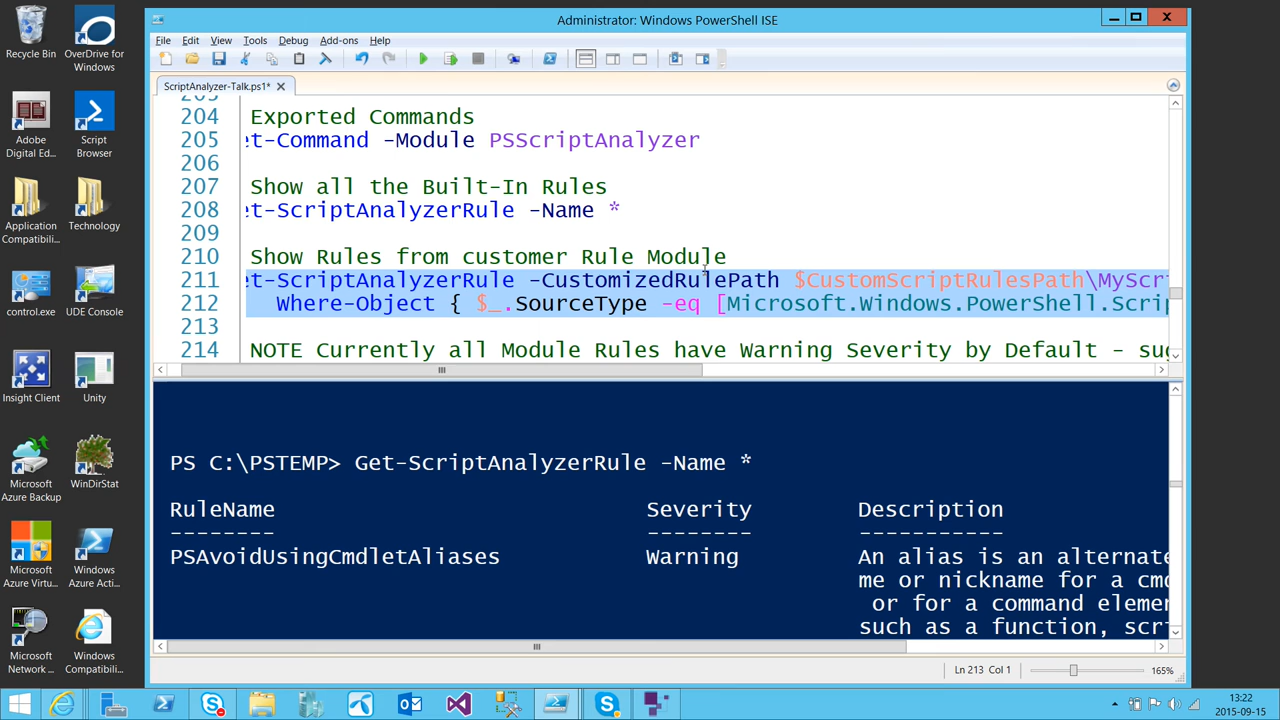 Administrator: Windows PowerShell ISE
File Edit View Tools Debug Add-ons Help
ScriptAnalyzer-Talk.ps1*
204 Exported Commands
205 et-Command -Module PSScriptAnalyzer
206
207 Show all the Built-In Rules
208 et-ScriptAnalyzerRule -Name *
209
210 Show Rules from customer Rule Module
211 et-ScriptAnalyzerRule -CustomizedRulePath $CustomScriptRulesPath\MyScri
212 Where-Object { $_.SourceType -eq [Microsoft.Windows.PowerShell.Scrip
213
214 NOTE Currently all Module Rules have Warning Severity by Default - sug
PS C:\PSTEMP> Get-ScriptAnalyzerRule -Name *
RuleName Severity Description
-------- -------- -----------
PSAvoidUsingCmdletAliases Warning An alias is an alternate
me or nickname for a cmd
or for a command elemen
such as a function, scri
Ln 213 Col 1 165%
Recycle Bin
OverDrive for
Windows
Adobe
Digital Ed...
Script
Browser
Application
Compatibili...
Technology
control.exe
UDE Console
Insight Client
Unity
Microsoft
Azure Backup
WinDirStat
Microsoft
Azure Virtu...
Windows
Azure Acti...
Microsoft
Network ...
Windows
Compatibili...
13:22
2015-09-15